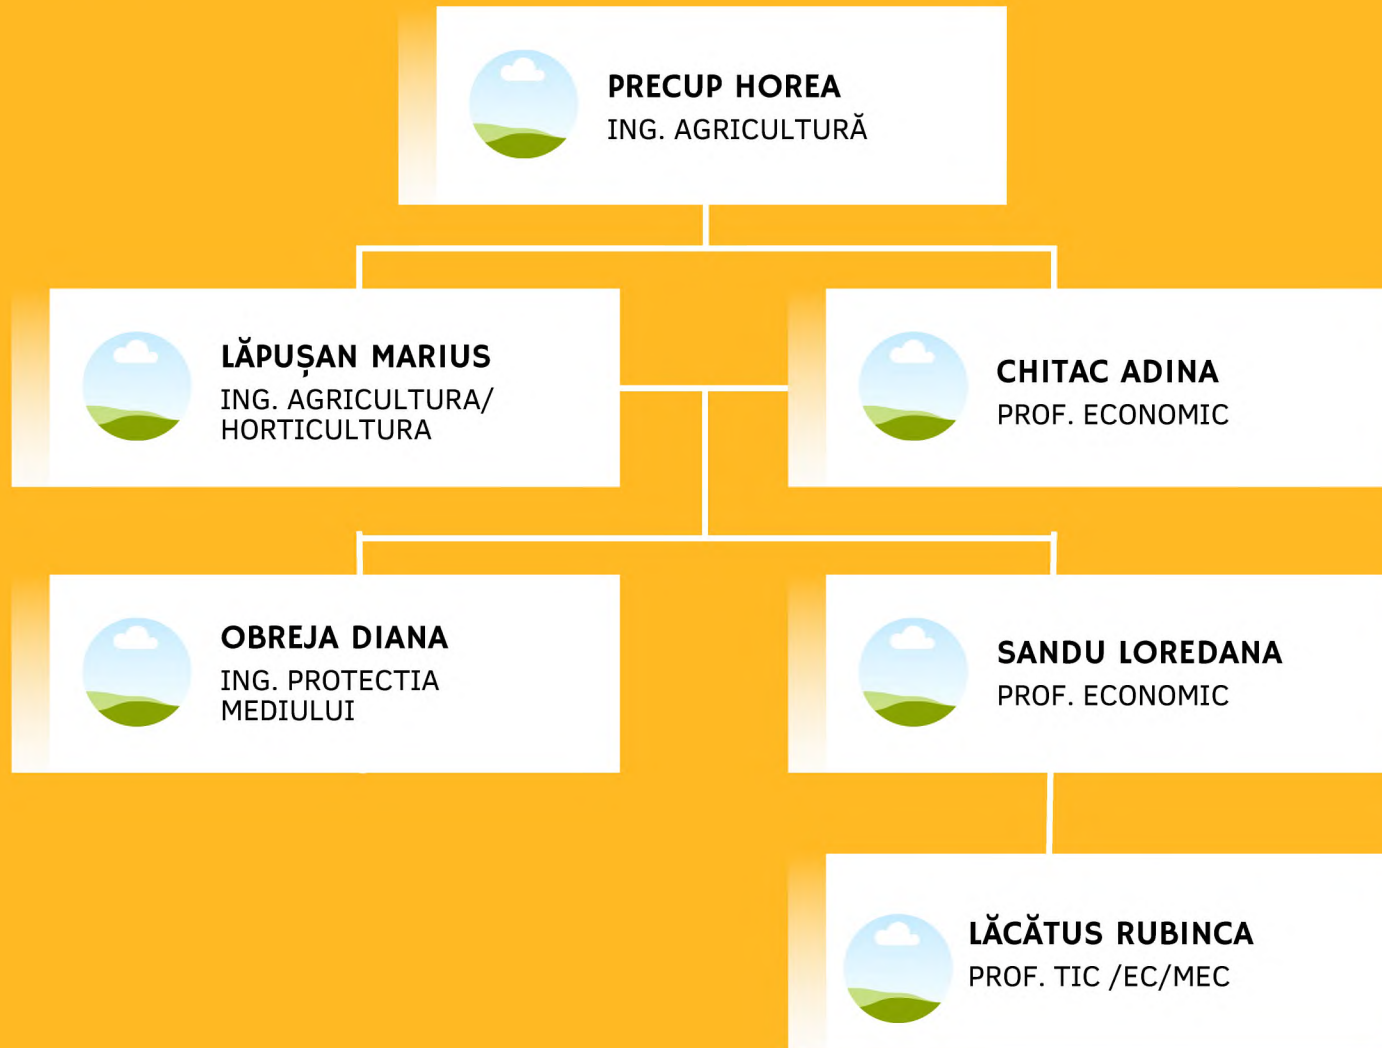 PRECUP HOREA
ING. AGRICULTURĂ
LĂPUȘAN MARIUS
ING. AGRICULTURA/
HORTICULTURA
CHITAC ADINA
PROF. ECONOMIC
OBREJA DIANA
ING. PROTECTIA
MEDIULUI
SANDU LOREDANA
PROF. ECONOMIC
LĂCĂTUS RUBINCA
PROF. TIC /EC/MEC